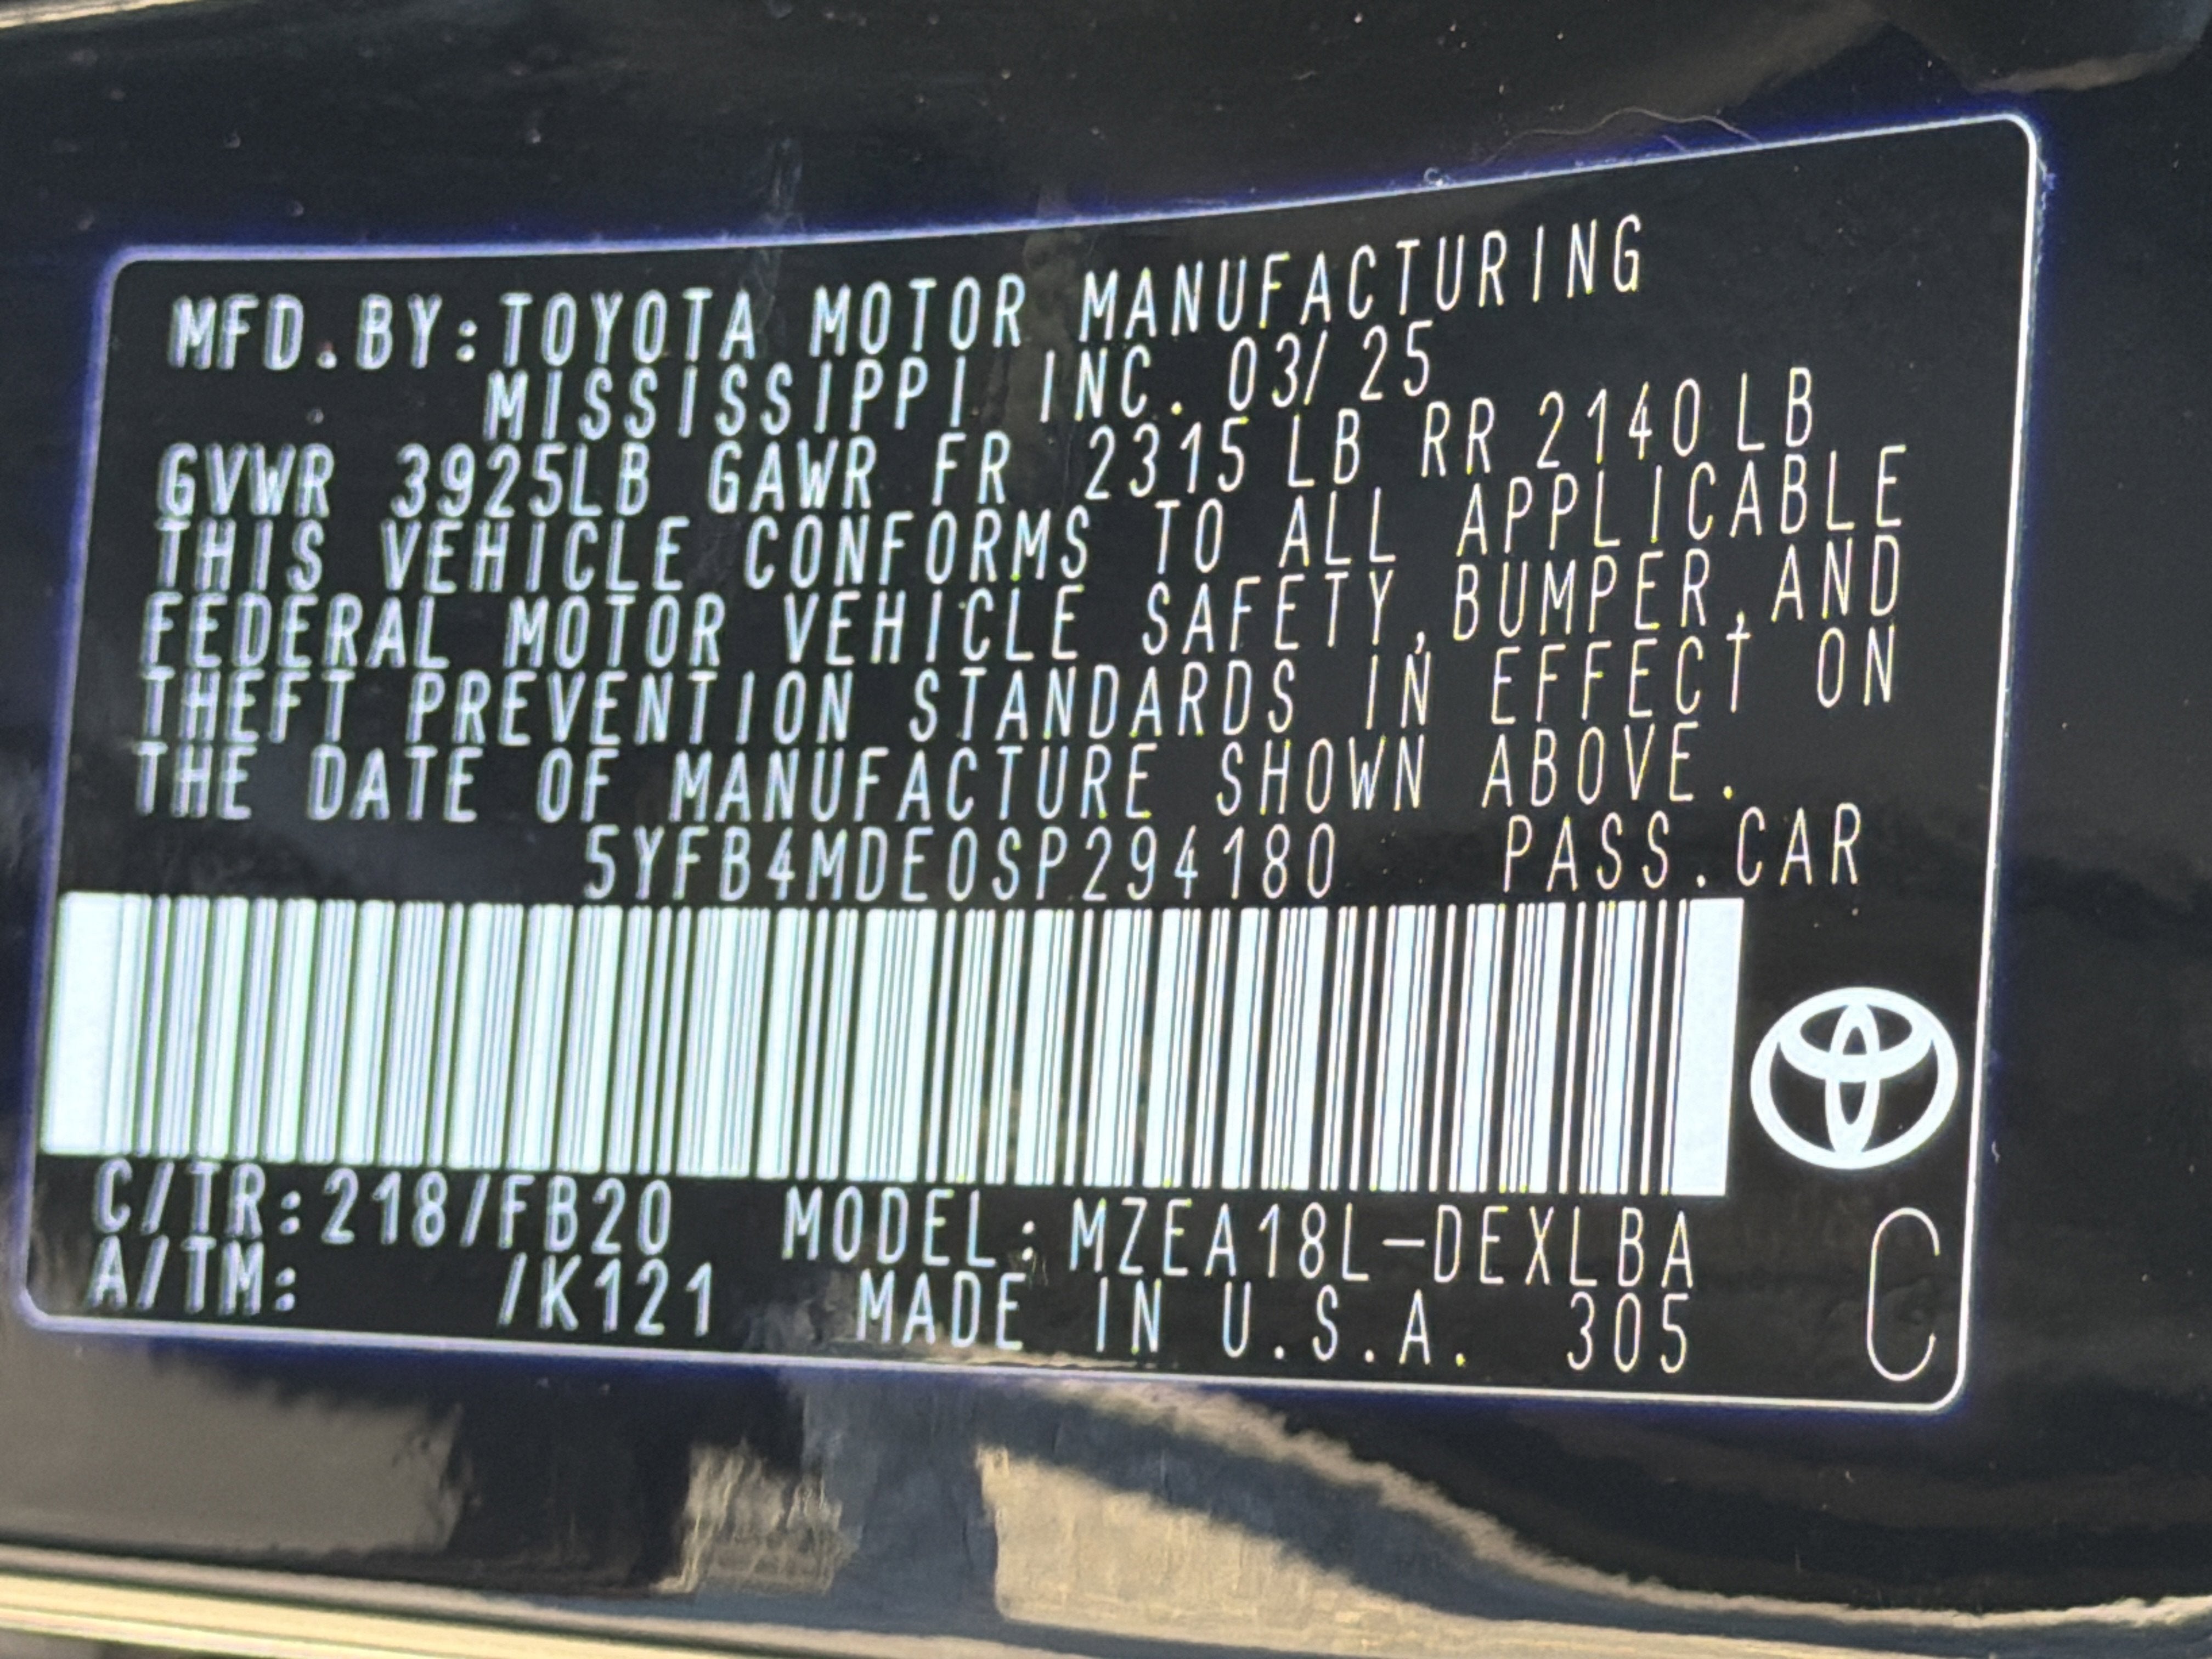 MFD.BY:TOYOTA MOTOR MANUFACTURING
MISSISSIPPI INC. 03/25
GVWR 3925LB GAWR FR 2315LB RR 2140LB
THIS VEHICLE CONFORMS TO ALL APPLICABLE
FEDERAL MOTOR VEHICLE SAFETY,BUMPER,AND
THEFT PREVENTION STANDARDS IN EFFECT ON
THE DATE OF MANUFACTURE SHOWN ABOVE.
5YFB4MDE0SP294180 PASS.CAR
C/TR:218/FB20 MODEL:MZEA18L-DEXLBA
A/TM: /K121 MADE IN U.S.A. 305
C